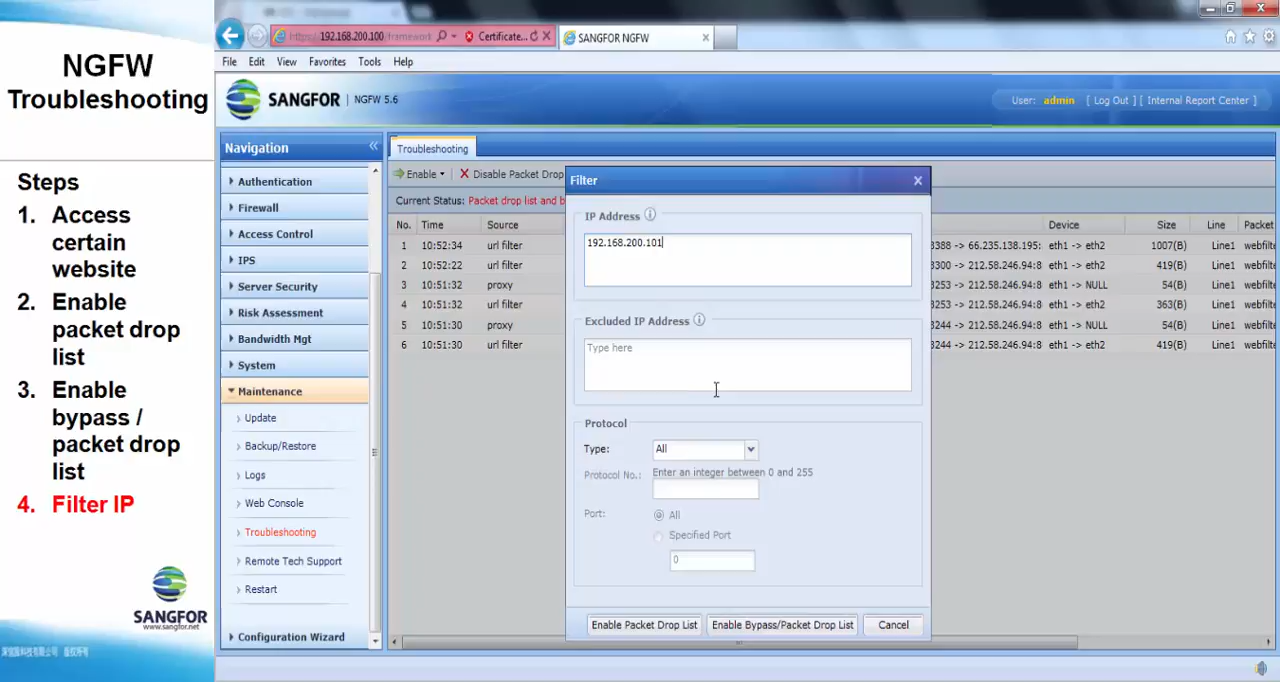 NGFW
Troubleshooting
Steps
1. Access
certain
website
2. Enable
packet drop
list
3. Enable
bypass /
packet drop
list
4. Filter IP
SANGFOR
www.sangfor.net
192.168.200.100/framework
Certificate...
SANGFOR NGFW
File Edit View Favorites Tools Help
SANGFOR | NGFW 5.6
User: admin [ Log Out ] [ Internal Report Center ]
Navigation
Authentication
Firewall
Access Control
IPS
Server Security
Risk Assessment
Bandwidth Mgt
System
Maintenance
Update
Backup/Restore
Logs
Web Console
Troubleshooting
Remote Tech Support
Restart
Configuration Wizard
Troubleshooting
Enable Disable Packet Drop
Current Status: Packet drop list and b
No. Time Source Device Size Line Packet
1 10:52:34 url filter 3388 -> 66.235.138.195: eth1 -> eth2 1007(B) Line1 webfilte
2 10:52:22 url filter 3300 -> 212.58.246.94:8 eth1 -> eth2 419(B) Line1 webfilte
3 10:51:32 proxy 3253 -> 212.58.246.94:8 eth1 -> NULL 54(B) Line1 webfilte
4 10:51:32 url filter 3253 -> 212.58.246.94:8 eth1 -> eth2 363(B) Line1 webfilte
5 10:51:30 proxy 3244 -> 212.58.246.94:8 eth1 -> NULL 54(B) Line1 webfilte
6 10:51:30 url filter 3244 -> 212.58.246.94:8 eth1 -> eth2 419(B) Line1 webfilte
Filter
IP Address
192.168.200.101
Excluded IP Address
Type here
Protocol
Type: All
Protocol No.: Enter an integer between 0 and 255
Port: All
Specified Port
0
Enable Packet Drop List Enable Bypass/Packet Drop List Cancel